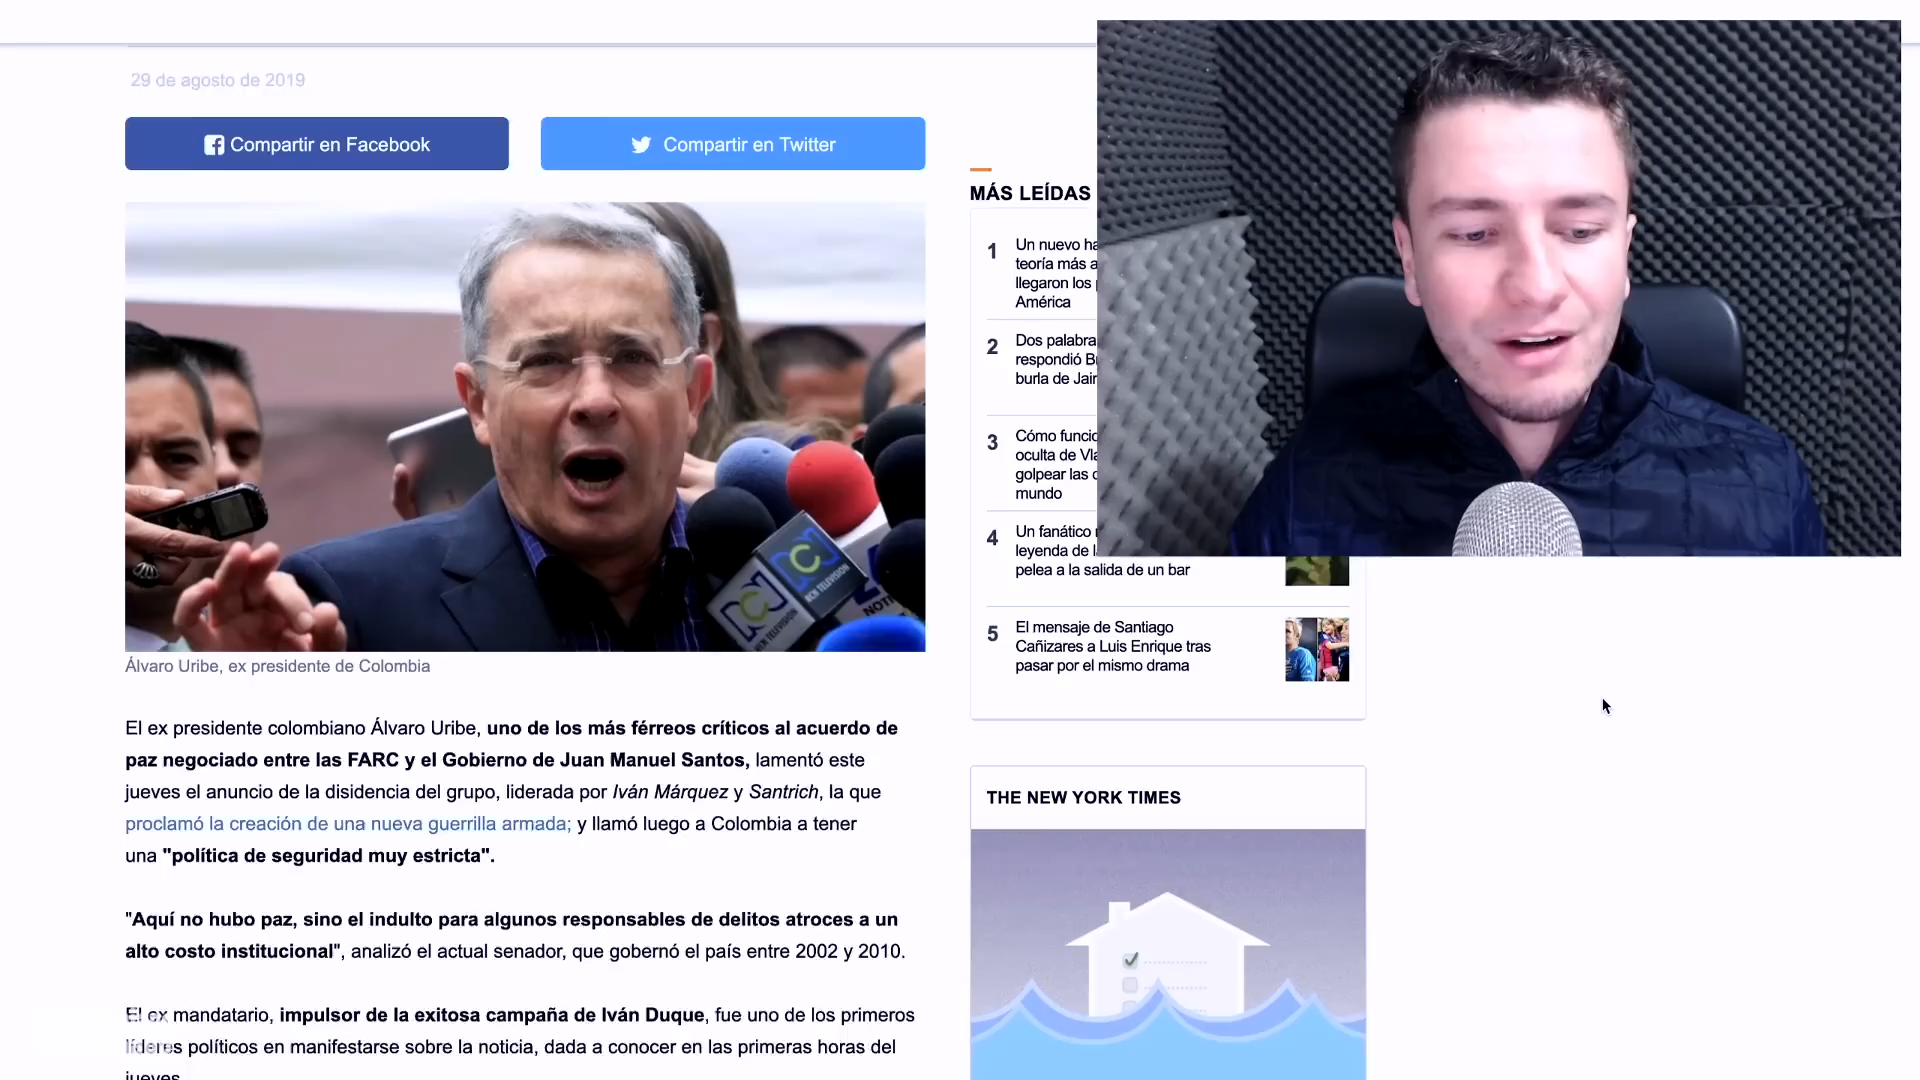 29 de agosto de 2019
Compartir en Facebook
Compartir en Twitter
Álvaro Uribe, ex presidente de Colombia
El ex presidente colombiano Álvaro Uribe, uno de los más férreos críticos al acuerdo de
paz negociado entre las FARC y el Gobierno de Juan Manuel Santos, lamentó este
jueves el anuncio de la disidencia del grupo, liderada por Iván Márquez y Santrich, la que
proclamó la creación de una nueva guerrilla armada; y llamó luego a Colombia a tener
una "política de seguridad muy estricta".
"Aquí no hubo paz, sino el indulto para algunos responsables de delitos atroces a un
alto costo institucional", analizó el actual senador, que gobernó el país entre 2002 y 2010.
El ex mandatario, impulsor de la exitosa campaña de Iván Duque, fue uno de los primeros
líderes políticos en manifestarse sobre la noticia, dada a conocer en las primeras horas del
jueves
MÁS LEÍDAS
1
Un nuevo
teoría más
llegaron los
América
2
Dos
respondió
burla de
3
Cómo
oculta de
golpear las
mundo
4
Un fanático
leyenda de
pelea a la salida de un bar
5
El mensaje de Santiago
Cañizares a Luis Enrique tras
pasar por el mismo drama
THE NEW YORK TIMES
RCN TELEVISION
RCN TELEVISION
NOTI